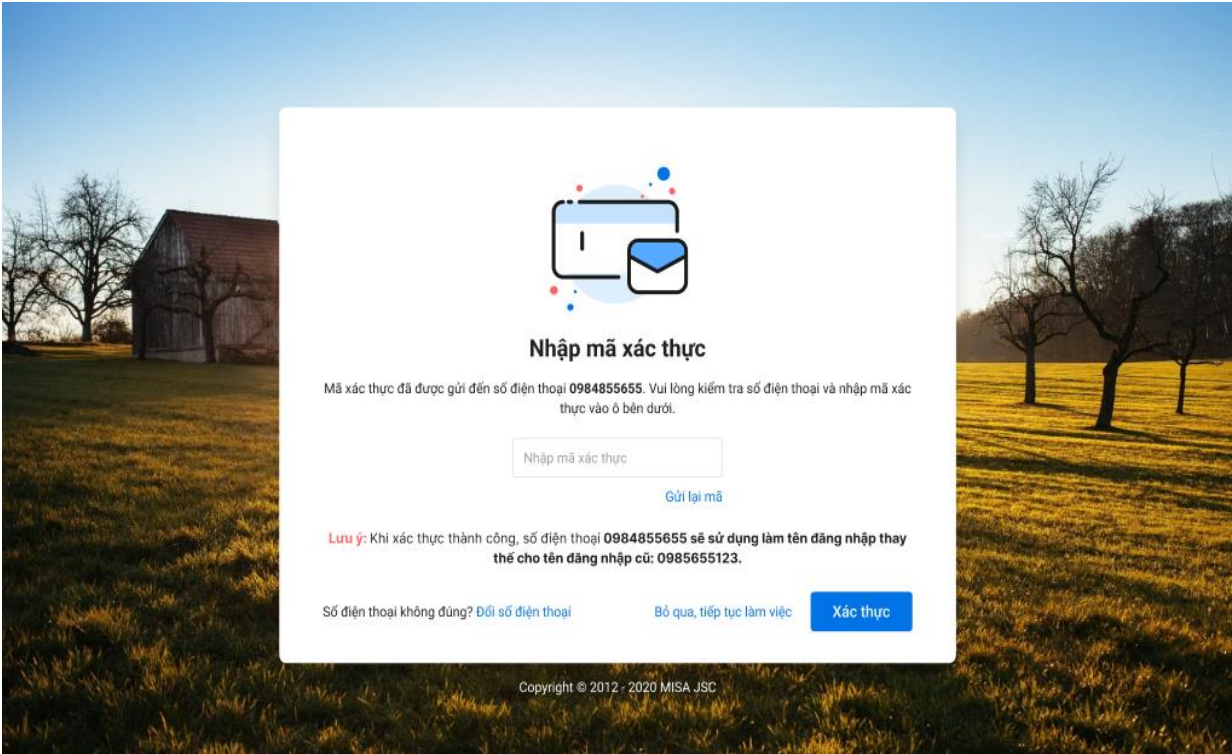 Nhập mã xác thực
Mã xác thực đã được gửi đến số điện thoại 0984855655. Vui lòng kiểm tra số điện thoại và nhập mã xác
thực vào ô bên dưới.
Nhập mã xác thực
Gửi lại mã
Lưu ý: Khi xác thực thành công, số điện thoại 0984855655 sẽ sử dụng làm tên đăng nhập thay
thế cho tên đăng nhập cũ: 0985655123.
Số điện thoại không đúng? Đổi số điện thoại
Bỏ qua, tiếp tục làm việc
Xác thực
Copyright © 2012 - 2020 MISA JSC